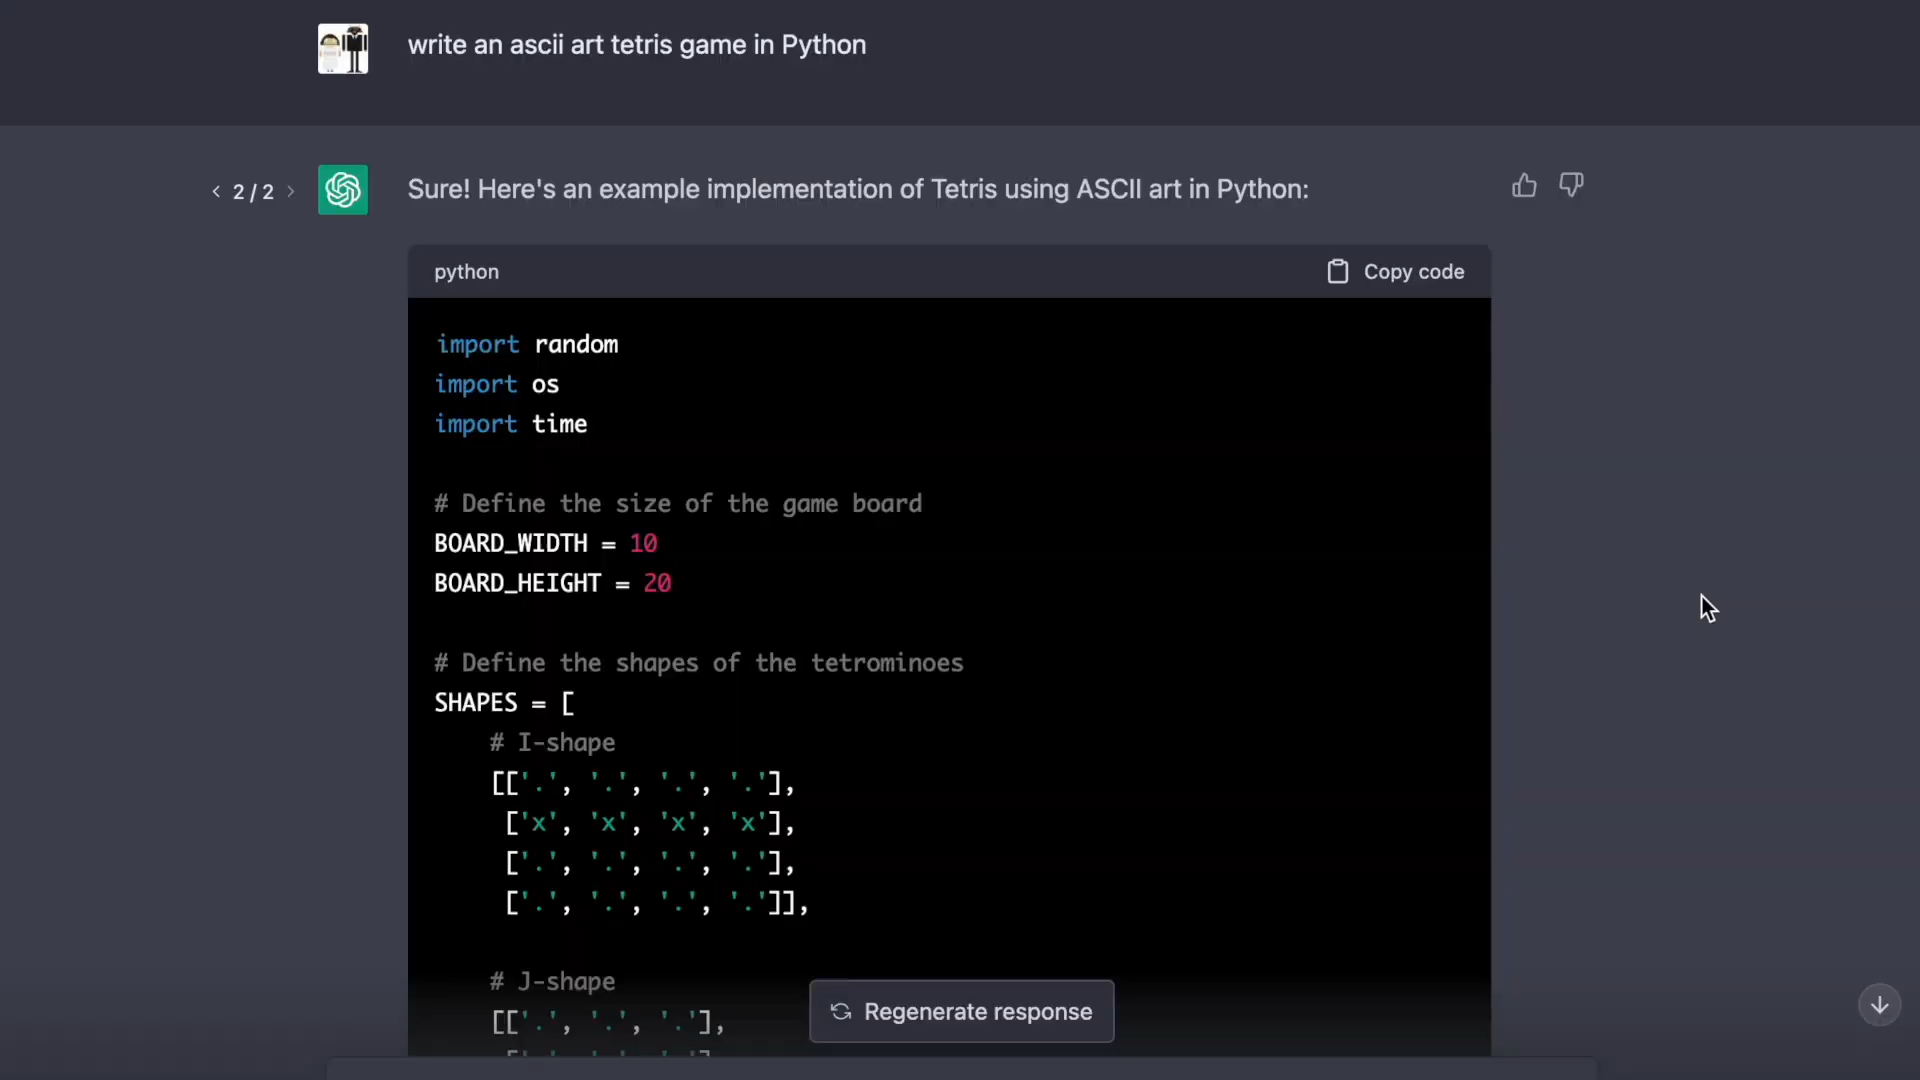 write an ascii art tetris game in Python
< 2 / 2 >
Sure! Here's an example implementation of Tetris using ASCII art in Python:
python
Copy code
import random
import os
import time
# Define the size of the game board
BOARD_WIDTH = 10
BOARD_HEIGHT = 20
# Define the shapes of the tetrominoes
SHAPES = [
    # I-shape
    [['.', '.', '.', '.'],
     ['x', 'x', 'x', 'x'],
     ['.', '.', '.', '.'],
     ['.', '.', '.', '.']],
    # J-shape
    [['.', '.', '.'],
Regenerate response